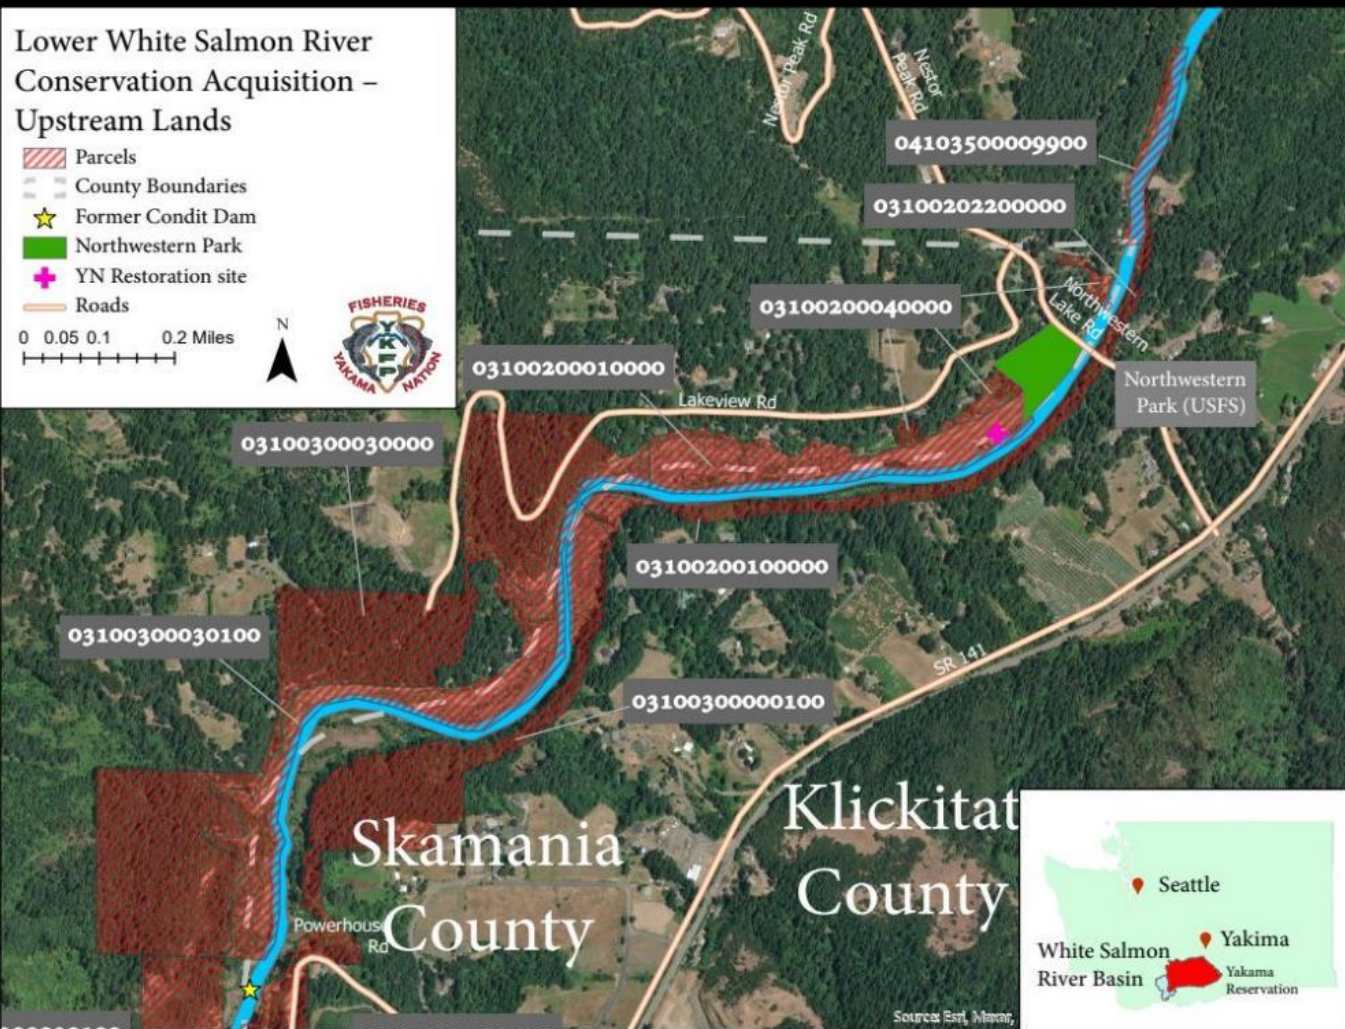 Lower White Salmon River
Conservation Acquisition –
Upstream Lands
Parcels
County Boundaries
Former Condit Dam
Northwestern Park
YN Restoration site
Roads
0 0.05 0.1 0.2 Miles
N
FISHERIES
YKFP
YAKAMA NATION
Nestor Peak Rd
Nestor
Peak Rd
04103500009900
03100202200000
03100200040000
Northwestern
Lake Rd
03100200010000
Lakeview Rd
Northwestern
Park (USFS)
03100300030000
03100200100000
03100300030100
SR 141
03100300000100
Klickitat
County
Skamania
County
Powerhouse
Rd
Seattle
Yakima
White Salmon
River Basin
Yakama
Reservation
Source: Esri, Maxar,